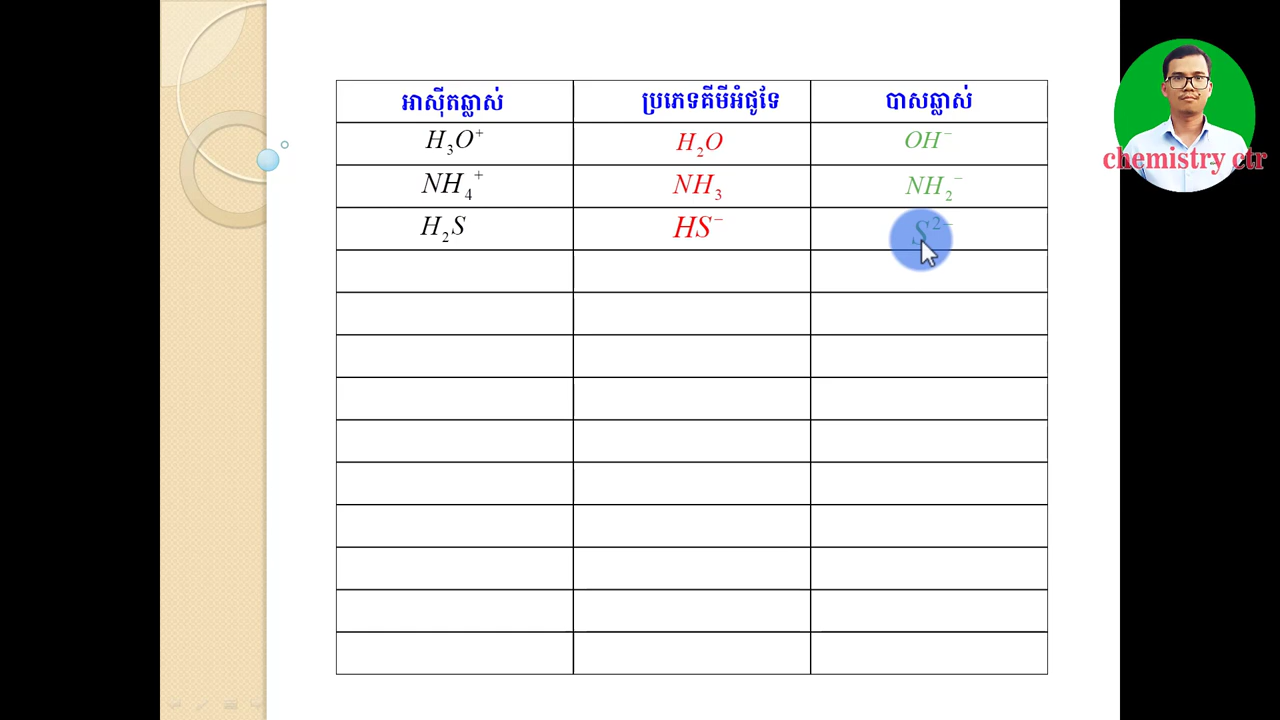 អាស៊ីតឆ្លាស់ ប្រភេទគីមីអំផូទែ បាសឆ្លាស់
H₃O⁺ H₂O OH⁻
NH₄⁺ NH₃ NH₂⁻
H₂S HS⁻ S²⁻
chemistry ctr